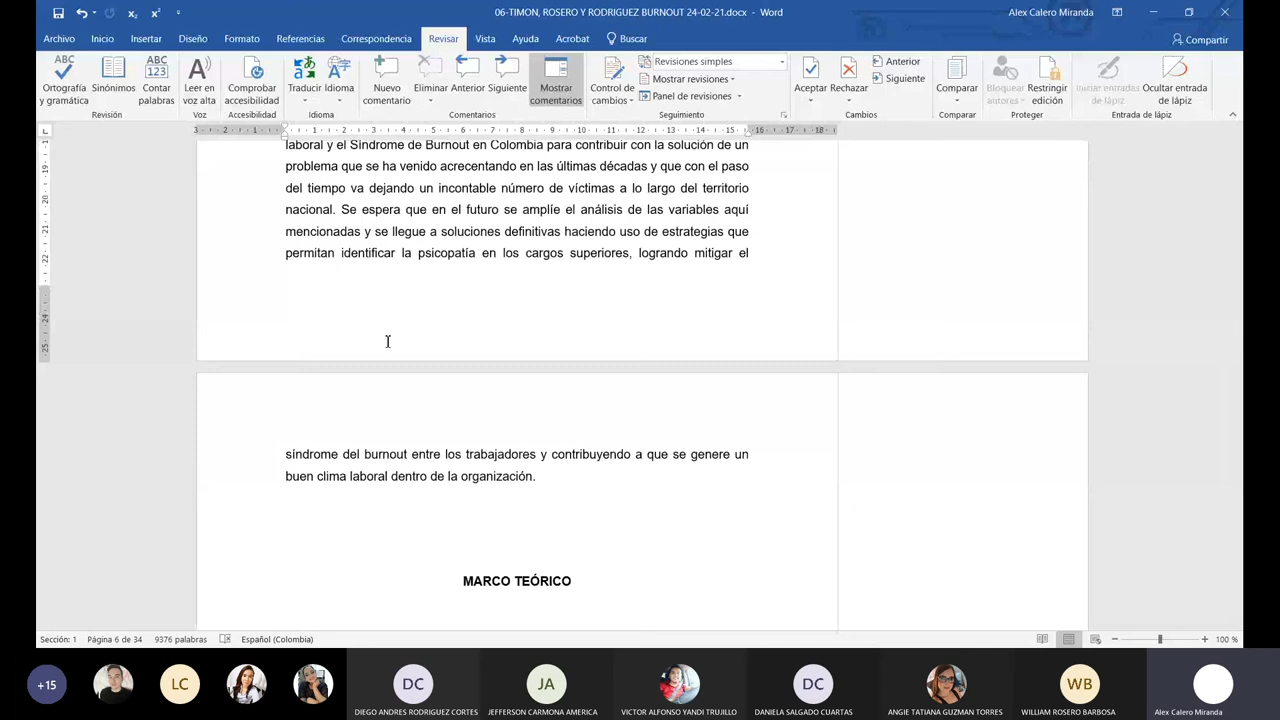 06-TIMON, ROSERO Y RODRIGUEZ BURNOUT 24-02-21.docx - Word
Alex Calero Miranda
Archivo Inicio Insertar Diseño Formato Referencias Correspondencia Revisar Vista Ayuda Acrobat Buscar
Compartir
Ortografía y gramática
Sinónimos
Contar palabras
Revisión
Leer en voz alta
Voz
Comprobar accesibilidad
Accesibilidad
Traducir
Idioma
Idioma
Nuevo comentario
Eliminar
Anterior
Siguiente
Mostrar comentarios
Comentarios
Control de cambios
Revisiones simples
Mostrar revisiones
Panel de revisiones
Seguimiento
Aceptar
Rechazar
Anterior
Siguiente
Cambios
Comparar
Comparar
Bloquear autores
Restringir edición
Proteger
Iniciar entradas de lápiz
Ocultar entrada de lápiz
Entrada de lápiz
laboral y el Síndrome de Burnout en Colombia para contribuir con la solución de un
problema que se ha venido acrecentando en las últimas décadas y que con el paso
del tiempo va dejando un incontable número de víctimas a lo largo del territorio
nacional. Se espera que en el futuro se amplíe el análisis de las variables aquí
mencionadas y se llegue a soluciones definitivas haciendo uso de estrategias que
permitan identificar la psicopatía en los cargos superiores, logrando mitigar el
síndrome del burnout entre los trabajadores y contribuyendo a que se genere un
buen clima laboral dentro de la organización.
MARCO TEÓRICO
Sección: 1 Página 6 de 34 9376 palabras Español (Colombia) 100 %
+15
LC
DC
DIEGO ANDRES RODRIGUEZ CORTES
JA
JEFFERSON CARMONA AMERICA
VICTOR ALFONSO YANDI TRUJILLO
DC
DANIELA SALGADO CUARTAS
ANGIE TATIANA GUZMAN TORRES
WB
WILLIAM ROSERO BARBOSA
Alex Calero Miranda